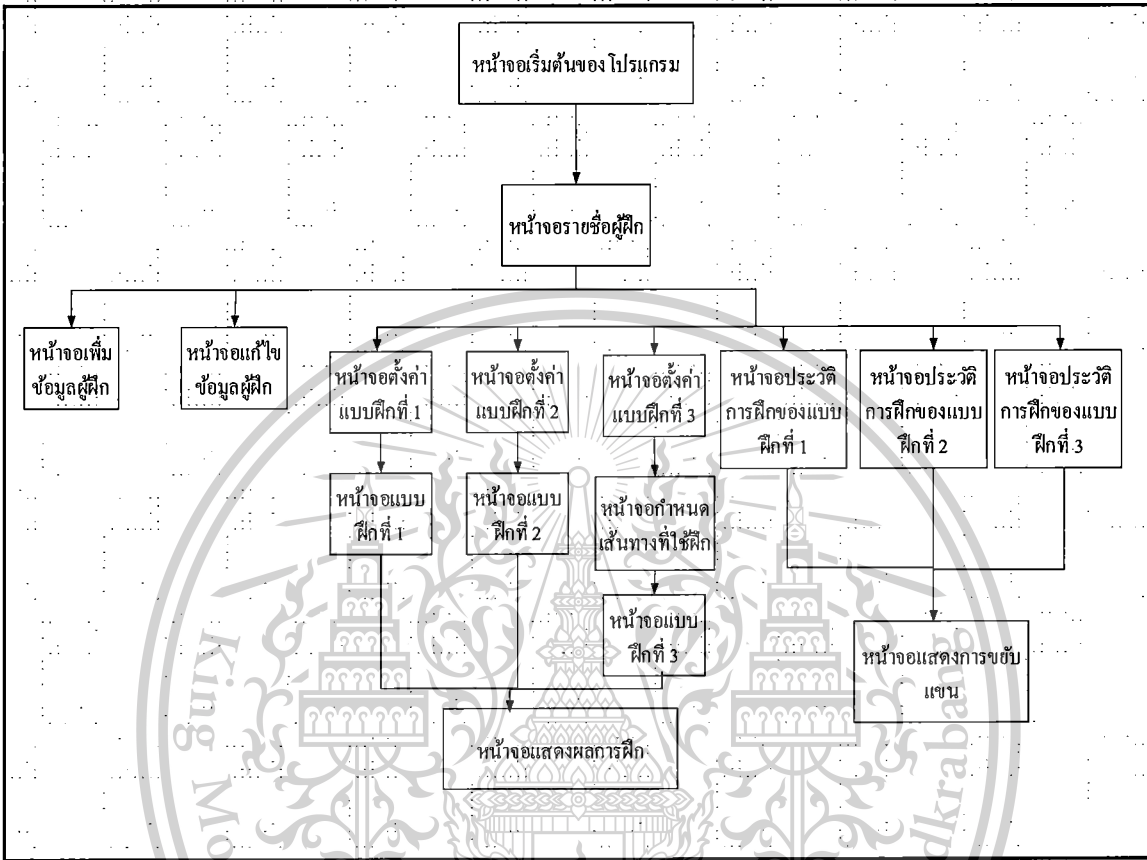 หน้าจอเริ่มต้นของโปรแกรม
หน้าจอรายชื่อผู้ฝึก
หน้าจอเพิ่ม
ข้อมูลผู้ฝึก
หน้าจอแก้ไข
ข้อมูลผู้ฝึก
หน้าจอตั้งค่า
แบบฝึกที่ 1
หน้าจอตั้งค่า
แบบฝึกที่ 2
หน้าจอตั้งค่า
แบบฝึกที่ 3
หน้าจอประวัติ
การฝึกของแบบ
ฝึกที่ 1
หน้าจอประวัติ
การฝึกของแบบ
ฝึกที่ 2
หน้าจอประวัติ
การฝึกของแบบ
ฝึกที่ 3
หน้าจอแบบ
ฝึกที่ 1
หน้าจอแบบ
ฝึกที่ 2
หน้าจอกำหนด
เส้นทางที่ใช้ฝึก
หน้าจอแบบ
ฝึกที่ 3
หน้าจอแสดงการขยับ
แขน
หน้าจอแสดงผลการฝึก
King Mo
dkrabang